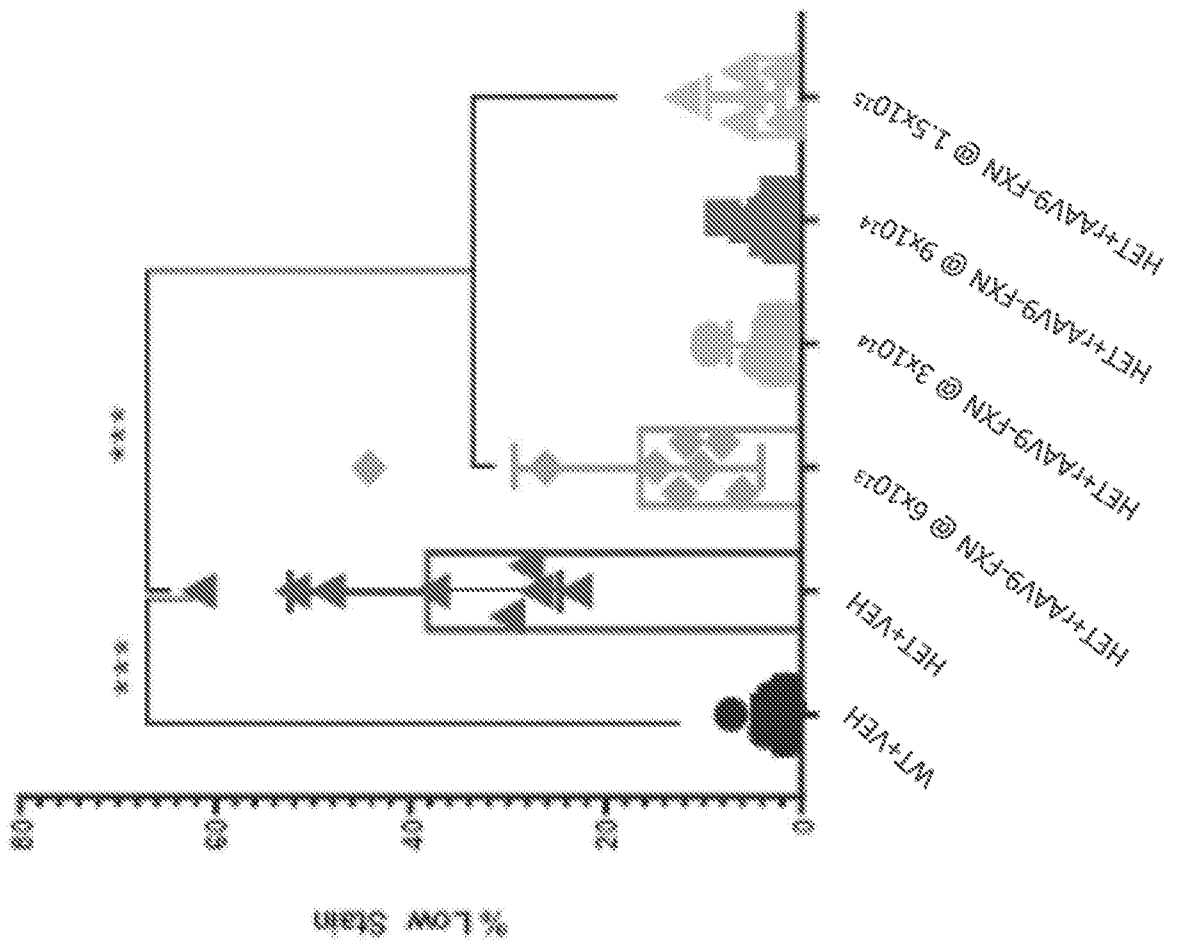 % Low Stain
80
60
40
20
0
***
***
WT+VEH
HET+VEH
HET+rAAV9-FXN @ 6x10¹³
HET+rAAV9-FXN @ 3x10¹⁴
HET+rAAV9-FXN @ 9x10¹⁴
HET+rAAV9-FXN @ 1.5x10¹⁵